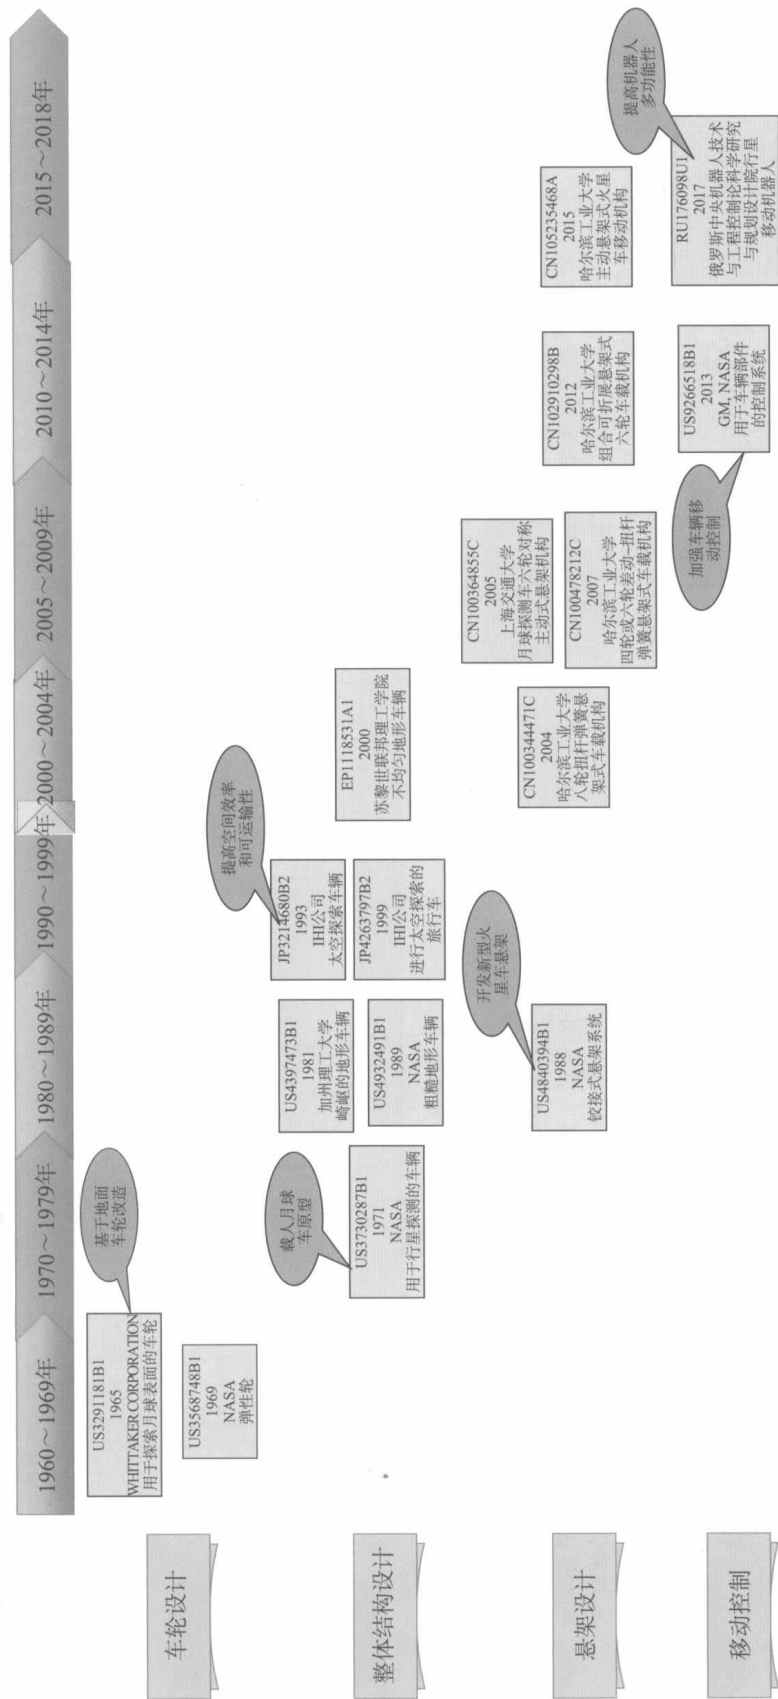 1960～1969年
1970～1979年
1980～1989年
1990～1999年
2000～2004年
2005～2009年
2010～2014年
2015～2018年
车轮设计
US3291181B1
1965
WHITTAKER CORPORATION
用于探索月球表面的车轮
基于地面
车轮改造
US3568748B1
1969
NASA
弹性轮
整体结构设计
载人月球
车原型
US3730287B1
1971
NASA
用于行星探测的车辆
US4397473B1
1981
加州理工大学
崎岖的地形车辆
US4932491B1
1989
NASA
粗糙地形车辆
提高空间效率
和可运输性
JP3214680B2
1993
IHI公司
太空探索车辆
JP4263797B2
1999
IHI公司
进行太空探索的
旅行车
EP1118531A1
2000
苏黎世联邦理工学院
不均匀地形车辆
悬架设计
开发新型火
星车悬架
US4840394B1
1988
NASA
铰接式悬架系统
CN100344471C
2004
哈尔滨工业大学
八轮扭杆弹簧悬
架式车载机构
CN100364855C
2005
上海交通大学
月球探测车六轮对称
主动式悬架机构
CN100478212C
2007
哈尔滨工业大学
四轮或六轮差动-扭杆
弹簧悬架式车载机构
CN102910298B
2012
哈尔滨工业大学
组合可折展悬架式
六轮车载机构
CN105235468A
2015
哈尔滨工业大学
主动悬架式火星
车移动机构
移动控制
加强车辆移
动控制
US9266518B1
2013
GM, NASA
用于车辆部件
的控制系统
提高机器人
多功能性
RU176098U1
2017
俄罗斯中央机器人技术
与工程控制论科学研究
与规划设计院行星
移动机器人